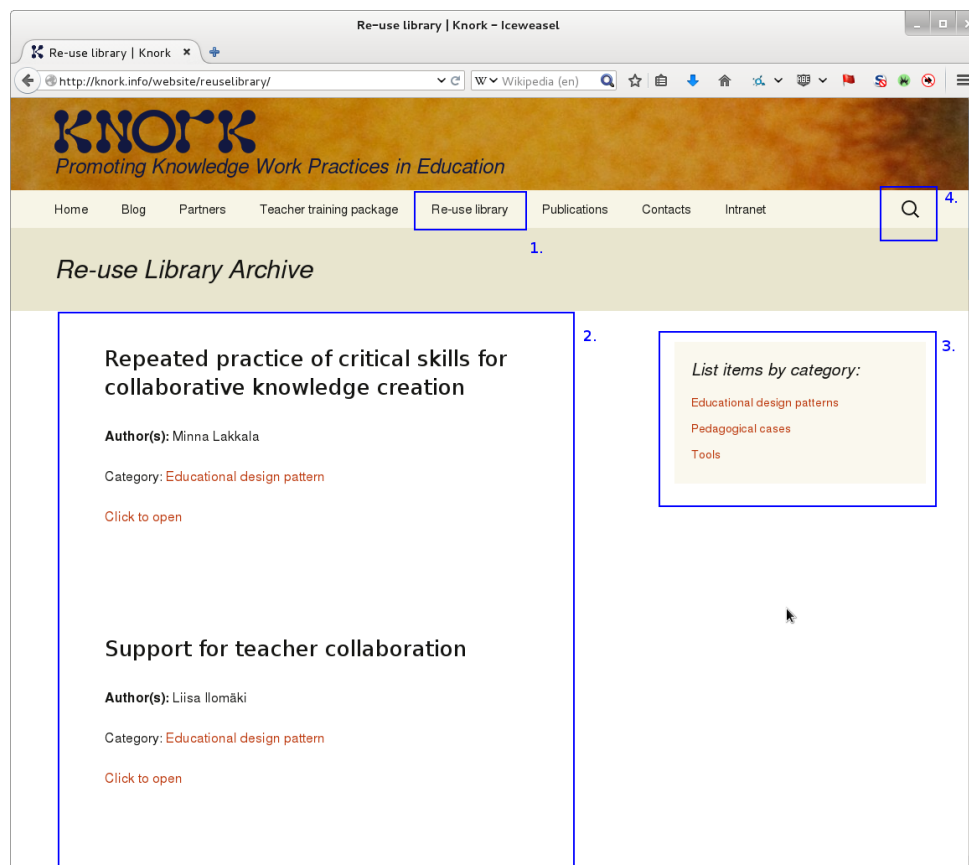 Re-use library | Knork - Iceweasel
Re-use library | Knork
http://knork.info/website/reuselibrary/
W Wikipedia (en)
KNORK
Promoting Knowledge Work Practices in Education
Home Blog Partners Teacher training package Re-use library Publications Contacts Intranet
4.
1.
Re-use Library Archive
2.
3.
Repeated practice of critical skills for
collaborative knowledge creation
Author(s): Minna Lakkala
Category: Educational design pattern
Click to open
List items by category:
Educational design patterns
Pedagogical cases
Tools
Support for teacher collaboration
Author(s): Liisa Ilomäki
Category: Educational design pattern
Click to open